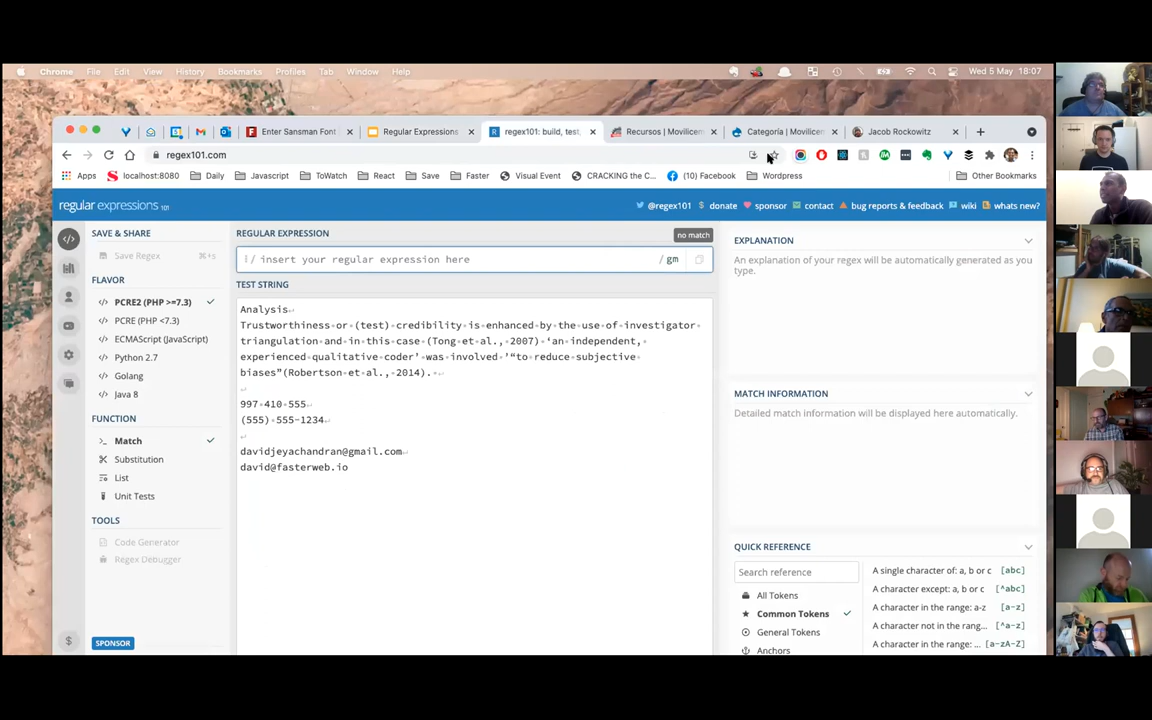 Chrome File Edit View History Bookmarks Profiles Tab Window Help
Wed 5 May 18:07
Enter Sansman Font
Regular Expressions
regex101: build, test,
Recursos | Movilicem
Categoría | Movilicem
Jacob Rockowitz
regex101.com
Apps localhost:8080 Daily Javascript ToWatch React Save Faster Visual Event CRACKING the C... (10) Facebook Wordpress Other Bookmarks
regular expressions 101
@regex101 donate sponsor contact bug reports & feedback wiki whats new?
SAVE & SHARE
Save Regex ⌘+s
FLAVOR
PCRE2 (PHP >=7.3)
PCRE (PHP <7.3)
ECMAScript (JavaScript)
Python 2.7
Golang
Java 8
FUNCTION
Match
Substitution
List
Unit Tests
TOOLS
Code Generator
Regex Debugger
SPONSOR
REGULAR EXPRESSION
no match
/ insert your regular expression here / gm
TEST STRING
Analysis
Trustworthiness or (test) credibility is enhanced by the use of investigator
triangulation and in this case (Tong et al., 2007) ‘an independent,
experienced qualitative coder’ was involved ’“to reduce subjective
biases”(Robertson et al., 2014).
997 410 555
(555) 555-1234
davidjeyachandran@gmail.com
david@fasterweb.io
EXPLANATION
An explanation of your regex will be automatically generated as you
type.
MATCH INFORMATION
Detailed match information will be displayed here automatically.
QUICK REFERENCE
Search reference
All Tokens
Common Tokens
General Tokens
Anchors
A single character of: a, b or c [abc]
A character except: a, b or c [^abc]
A character in the range: a-z [a-z]
A character not in the rang... [^a-z]
A character in the range: ... [a-zA-Z]